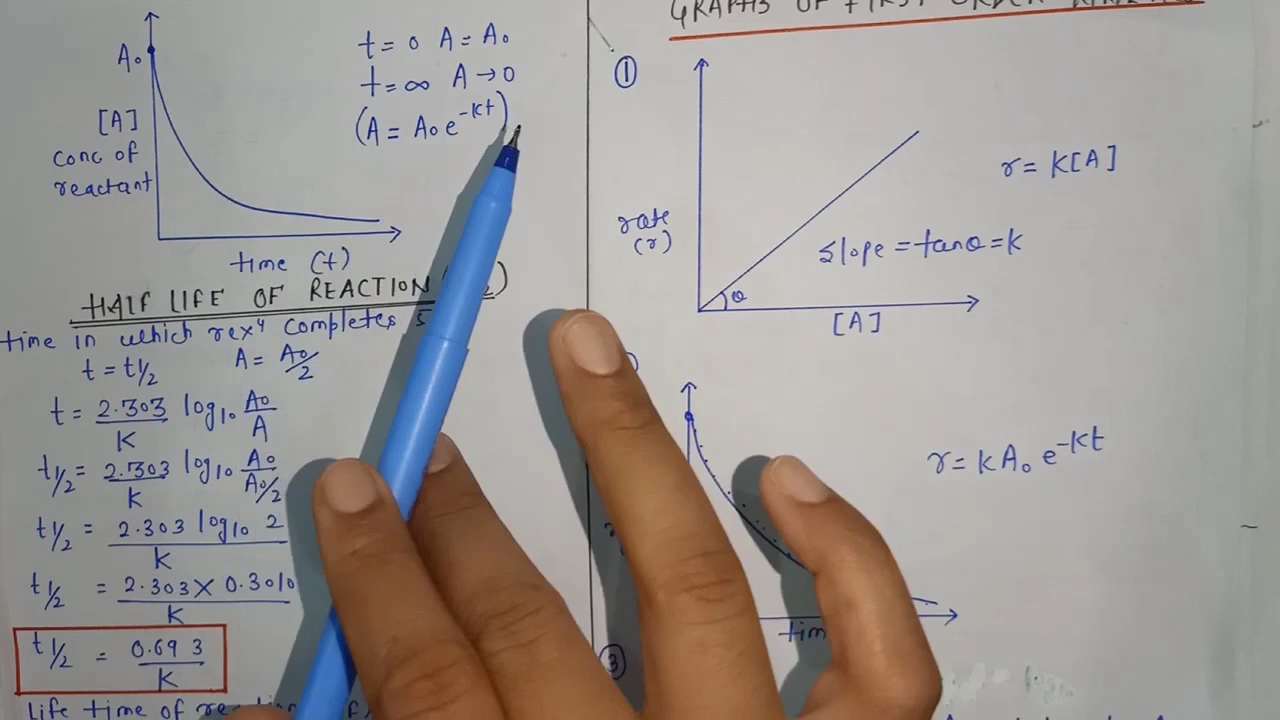 A₀
[A]
conc of
reactant
time (t)
t = 0 A = A₀
t = ∞ A → 0
(A = A₀ e^-kt)
HALF LIFE OF REACTION
time in which rexⁿ completes 5
t = t1/2 A = A₀/2
t = 2.303/K log₁₀ A₀/A
t1/2 = 2.303/K log₁₀ A₀/A₀/2
t1/2 = 2.303 log₁₀ 2/K
t1/2 = 2.303 × 0.3010/K
t1/2 = 0.693/K
Life time of
GRAPHS OF FIRST ORDER
①
rate
(r)
[A]
θ
r = K[A]
slope = tanθ = K
r = KA₀ e^-Kt
tim
③